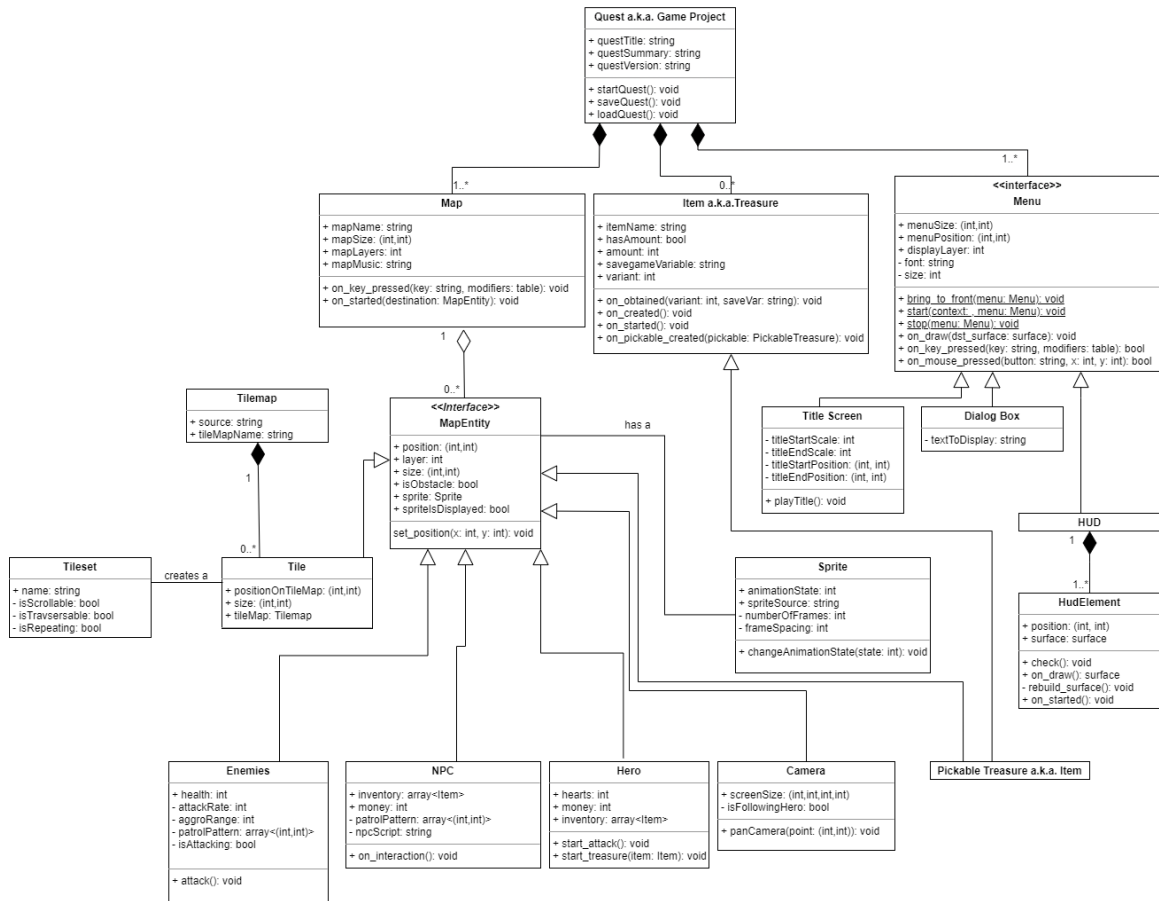 Quest a.k.a. Game Project
+ questTitle: string
+ questSummary: string
+ questVersion: string
+ startQuest(): void
+ saveQuest(): void
+ loadQuest(): void
1..*
0..*
1..*
Map
+ mapName: string
+ mapSize: (int,int)
+ mapLayers: int
+ mapMusic: string
+ on_key_pressed(key: string, modifiers: table): void
+ on_started(destination: MapEntity): void
Item a.k.a.Treasure
+ itemName: string
+ hasAmount: bool
+ amount: int
+ savegameVariable: string
+ variant: int
+ on_obtained(variant: int, saveVar: string): void
+ on_created(): void
+ on_started(): void
+ on_pickable_created(pickable: PickableTreasure): void
<<interface>>
Menu
+ menuSize: (int,int)
+ menuPosition: (int,int)
+ displayLayer: int
- font: string
- size: int
+ bring_to_front(menu: Menu): void
+ start(context: , menu: Menu): void
+ stop(menu: Menu): void
+ on_draw(dst_surface: surface): void
+ on_key_pressed(key: string, modifiers: table): bool
+ on_mouse_pressed(button: string, x: int, y: int): bool
1
0..*
Tilemap
+ source: string
+ tileMapName: string
1
0..*
<<Interface>>
MapEntity
+ position: (int,int)
+ layer: int
+ size: (int,int)
+ isObstacle: bool
+ sprite: Sprite
+ spriteIsDisplayed: bool
set_position(x: int, y: int): void
has a
Title Screen
- titleStartScale: int
- titleEndScale: int
- titleStartPosition: (int, int)
- titleEndPosition: (int, int)
+ playTitle(): void
Dialog Box
- textToDisplay: string
HUD
1
1..*
Tileset
+ name: string
- isScrollable: bool
- isTravsersable: bool
- isRepeating: bool
creates a
Tile
+ positionOnTileMap: (int,int)
+ size: (int,int)
+ tileMap: Tilemap
Sprite
+ animationState: int
+ spriteSource: string
- numberOfFrames: int
- frameSpacing: int
+ changeAnimationState(state: int): void
HudElement
+ position: (int, int)
+ surface: surface
+ check(): void
+ on_draw(): surface
- rebuild_surface(): void
+ on_started(): void
Enemies
+ health: int
- attackRate: int
- aggroRange: int
- patrolPattern: array<(int,int)>
- isAttacking: bool
+ attack(): void
NPC
+ inventory: array<Item>
+ money: int
- patrolPattern: array<(int,int)>
- npcScript: string
+ on_interaction(): void
Hero
+ hearts: int
+ money: int
+ inventory: array<Item>
+ start_attack(): void
+ start_treasure(item: Item): void
Camera
+ screenSize: (int,int,int,int)
- isFollowingHero: bool
+ panCamera(point: (int,int)): void
Pickable Treasure a.k.a. Item